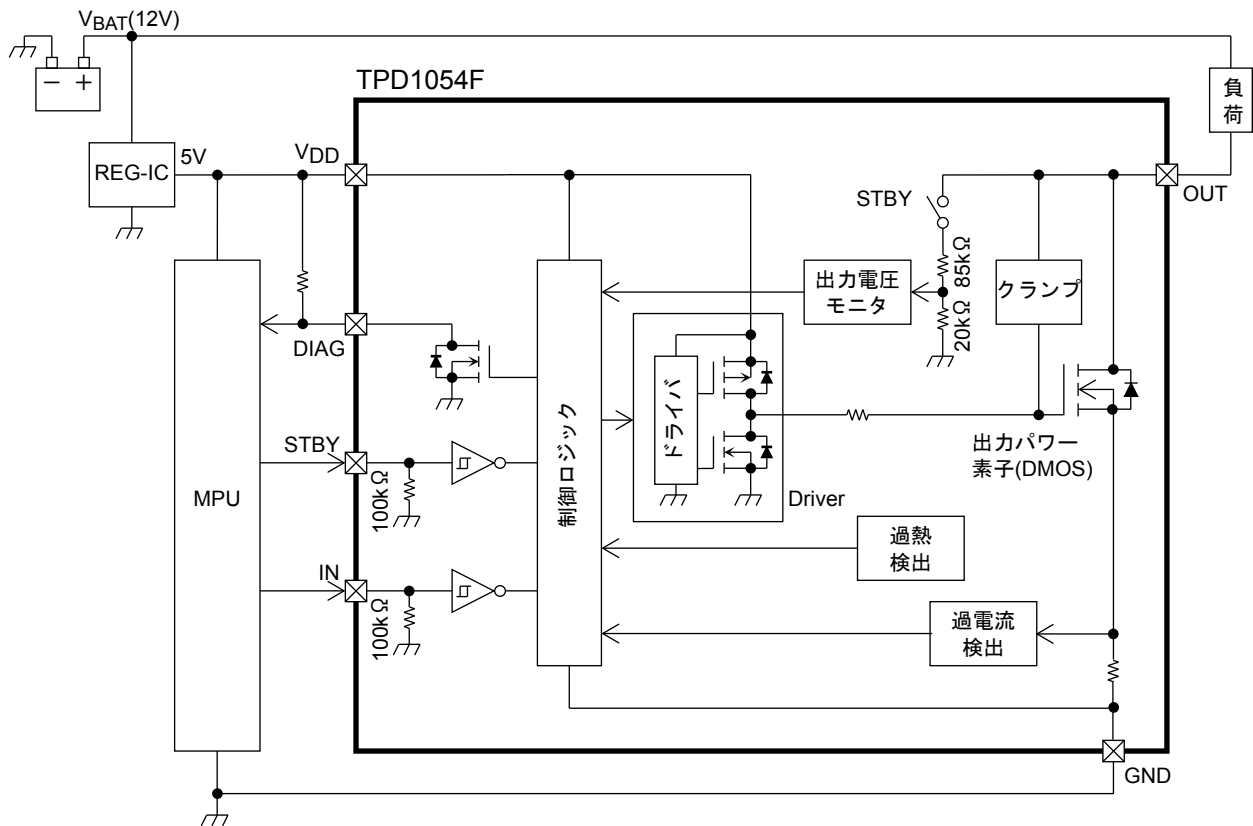 VBAT(12V)
− +
TPD1054F
負荷
REG-IC
5V
VDD
OUT
STBY
85kΩ
20kΩ
出力電圧
モニタ
クランプ
DIAG
制御ロジック
ドライバ
Driver
出力パワー
素子(DMOS)
STBY
100kΩ
MPU
過熱
検出
IN
100kΩ
過電流
検出
GND